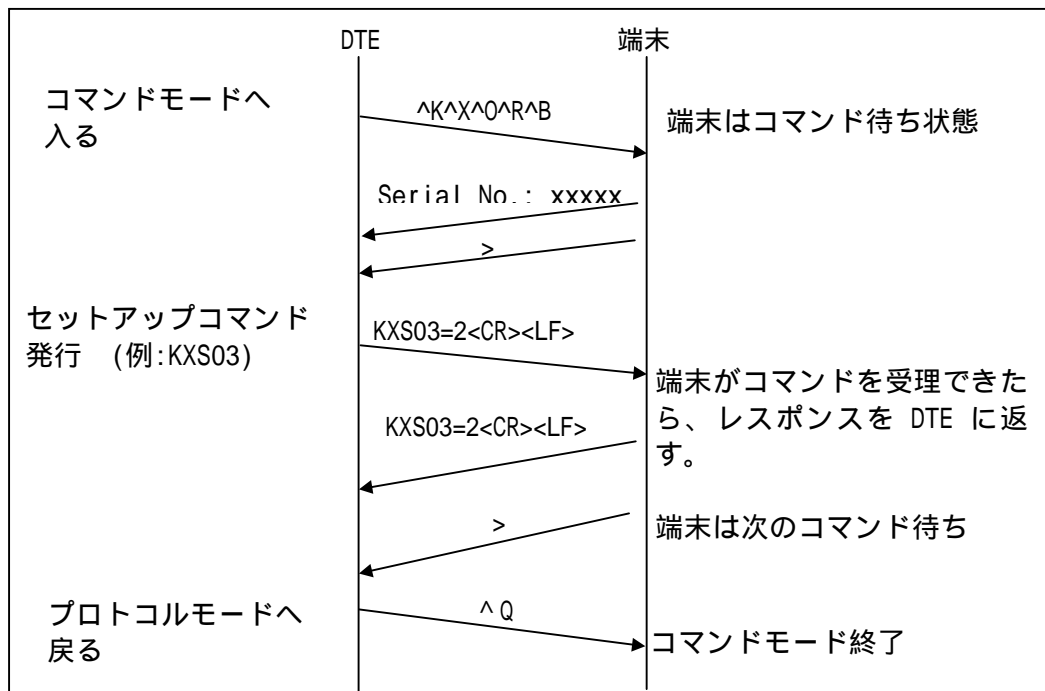 DTE 端末
コマンドモードへ
入る
^K^X^O^R^B
端末はコマンド待ち状態
Serial No.: xxxxx
>
セットアップコマンド
発行 (例:KXS03)
KXS03=2<CR><LF>
端末がコマンドを受理できた
ら、レスポンスを DTE に返
す。
KXS03=2<CR><LF>
>
端末は次のコマンド待ち
プロトコルモードへ
戻る
^Q
コマンドモード終了